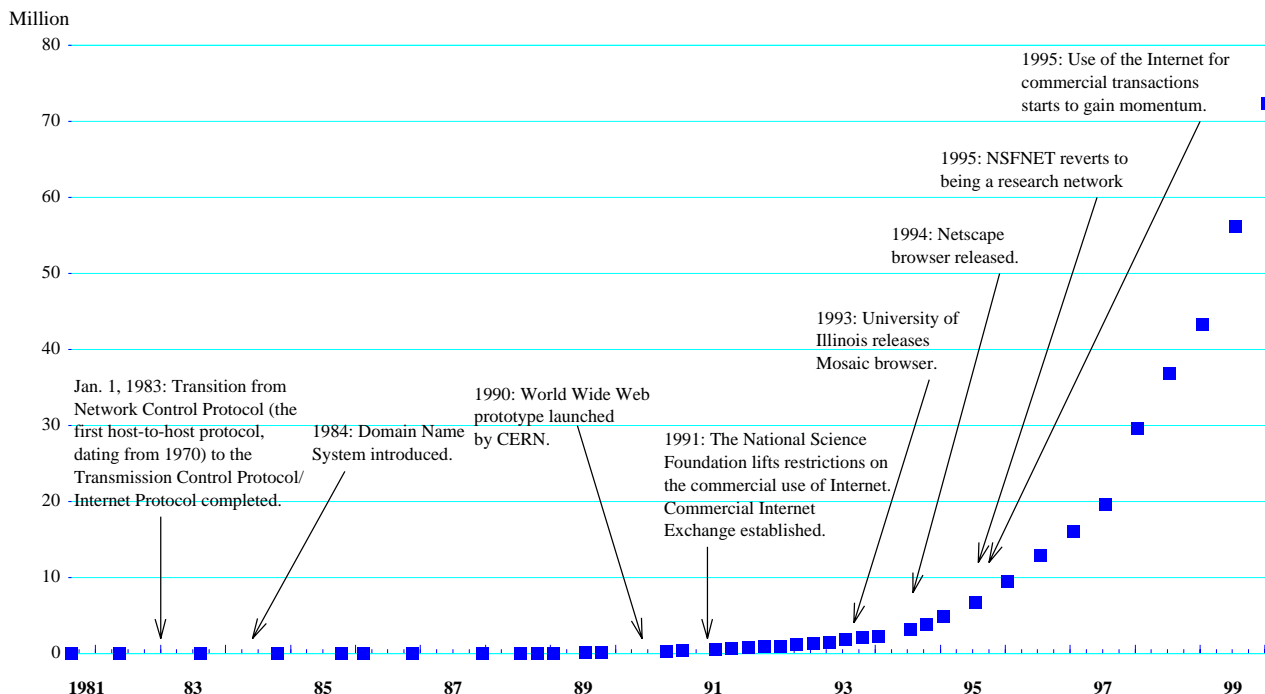 Million
80
70
60
50
40
30
20
10
0
1995: Use of the Internet for
commercial transactions
starts to gain momentum.
1995: NSFNET reverts to
being a research network
1994: Netscape
browser released.
1993: University of
Illinois releases
Mosaic browser.
Jan. 1, 1983: Transition from
Network Control Protocol (the
first host-to-host protocol,
dating from 1970) to the
Transmission Control Protocol/
Internet Protocol completed.
1984: Domain Name
System introduced.
1990: World Wide Web
prototype launched
by CERN.
1991: The National Science
Foundation lifts restrictions on
the commercial use of Internet.
Commercial Internet
Exchange established.
1981 83 85 87 89 91 93 95 97 99